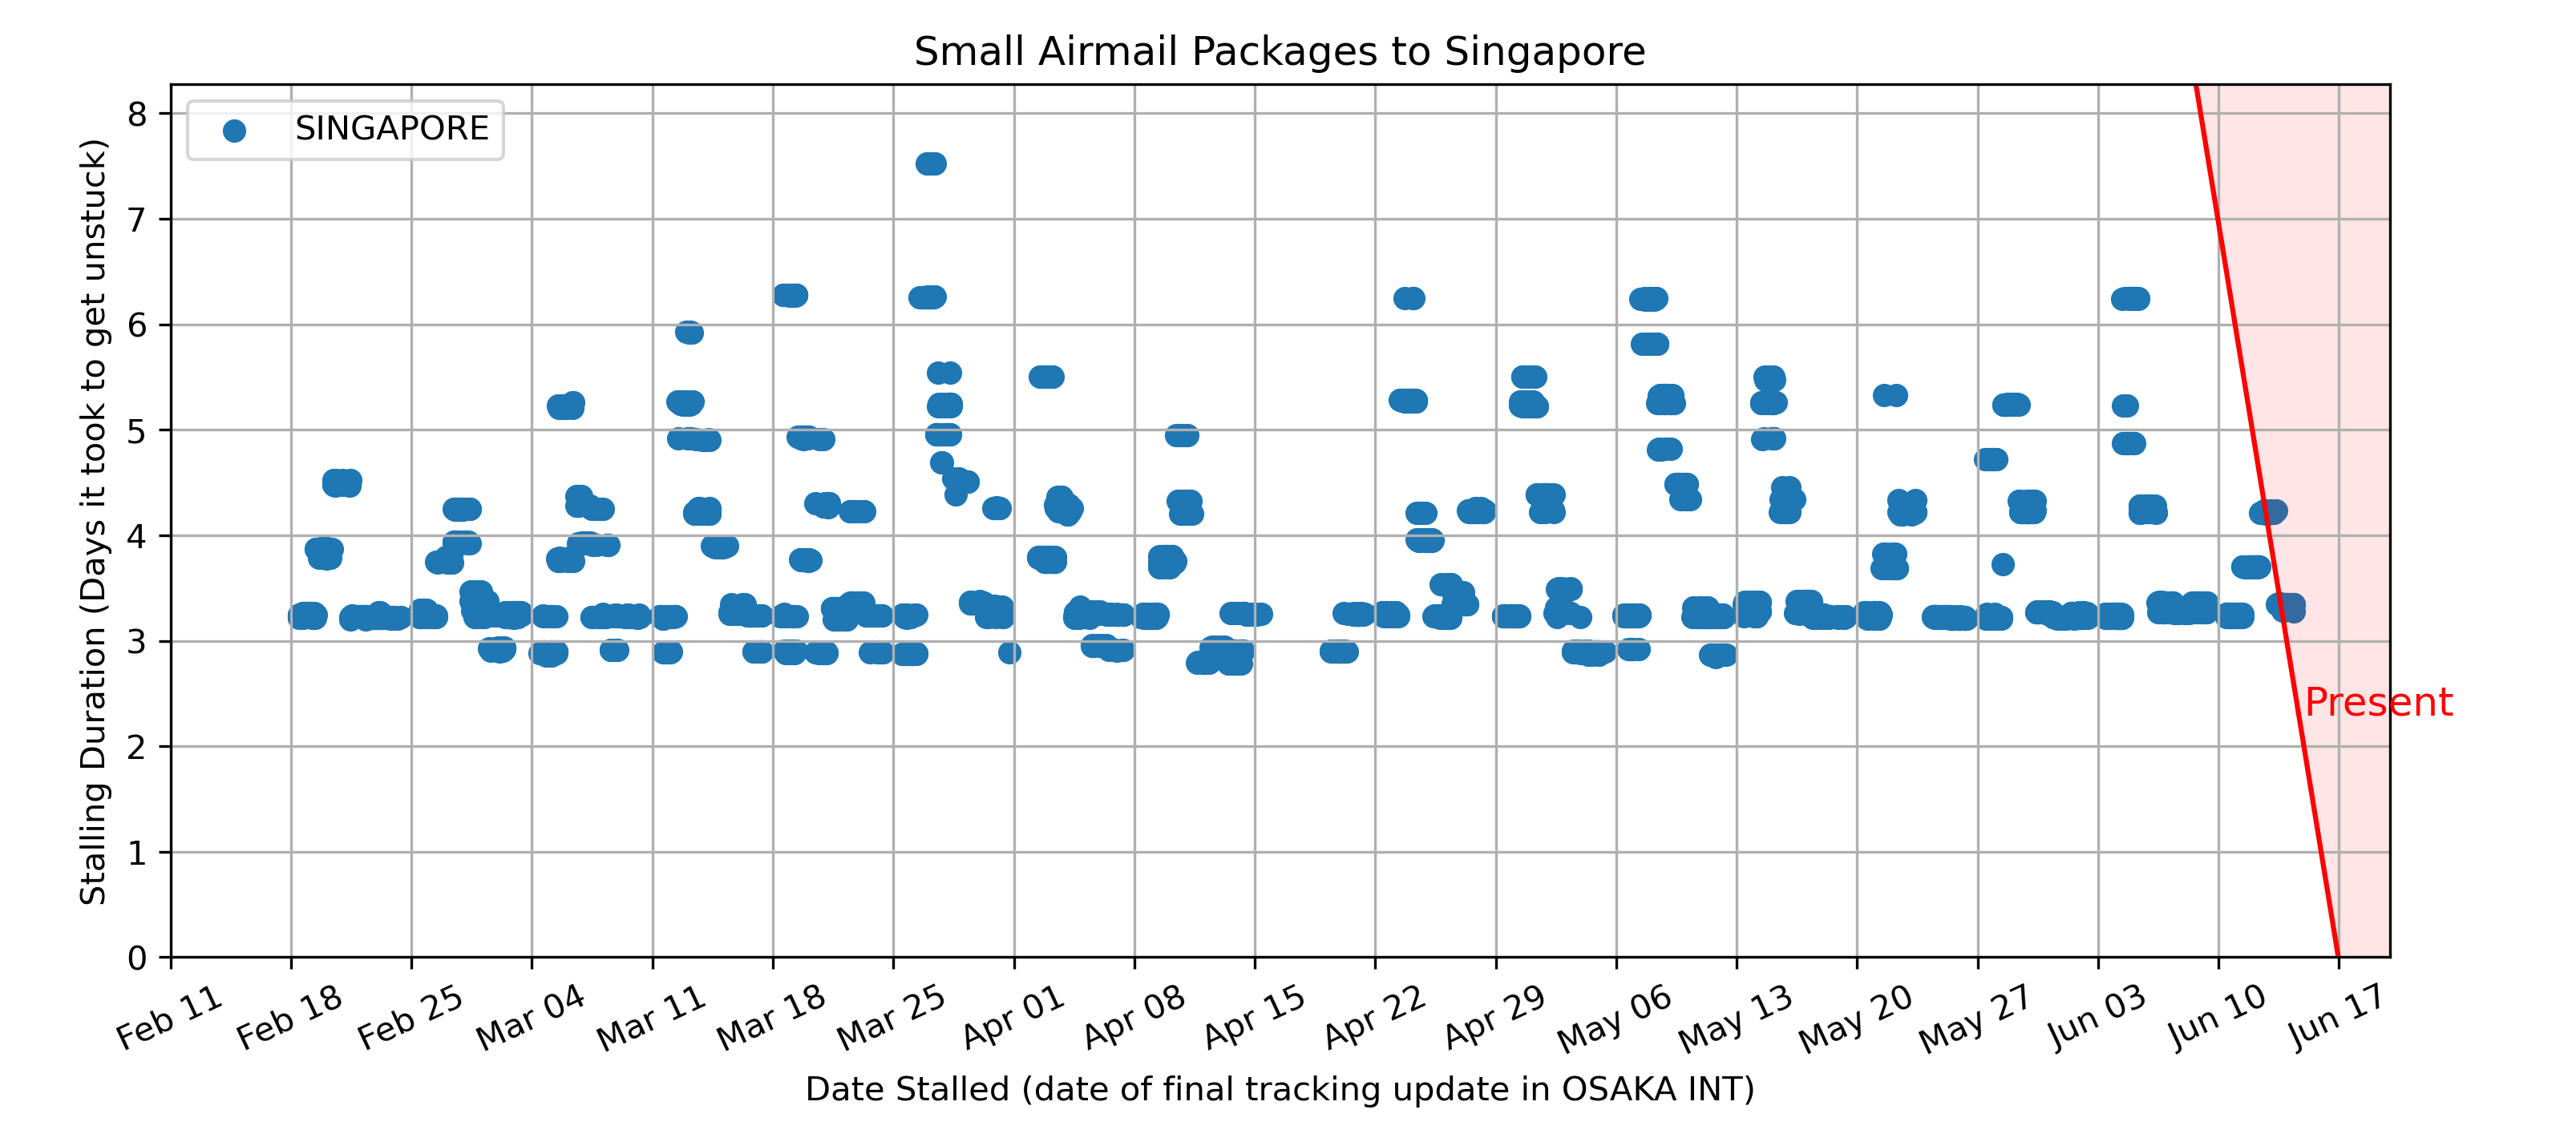 Small Airmail Packages to Singapore
SINGAPORE
Stalling Duration (Days it took to get unstuck)
8
7
6
5
4
3
2
1
0
Present
Feb 11
Feb 18
Feb 25
Mar 04
Mar 11
Mar 18
Mar 25
Apr 01
Apr 08
Apr 15
Apr 22
Apr 29
May 06
May 13
May 20
May 27
Jun 03
Jun 10
Jun 17
Date Stalled (date of final tracking update in OSAKA INT)